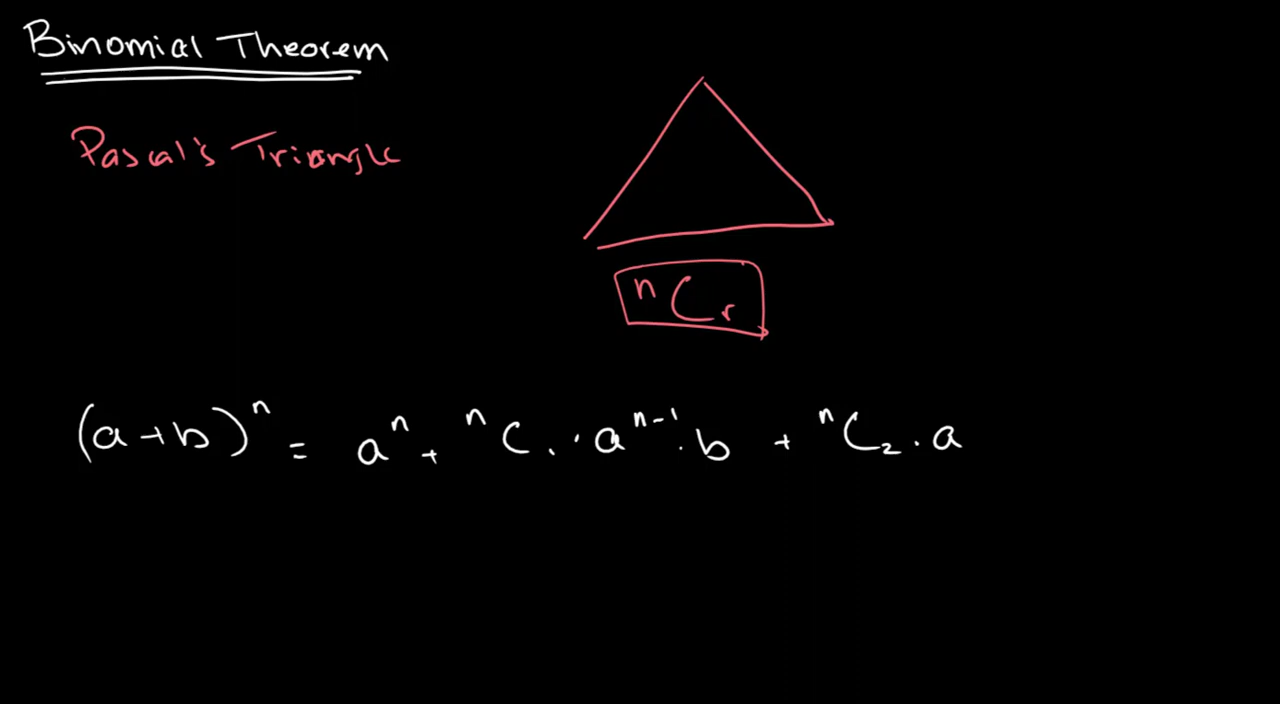 Binomial Theorem
Pascal's Triangle
ⁿCᵣ
(a+b)ⁿ = aⁿ + ⁿC₁ · aⁿ⁻¹ · b + ⁿC₂ · a